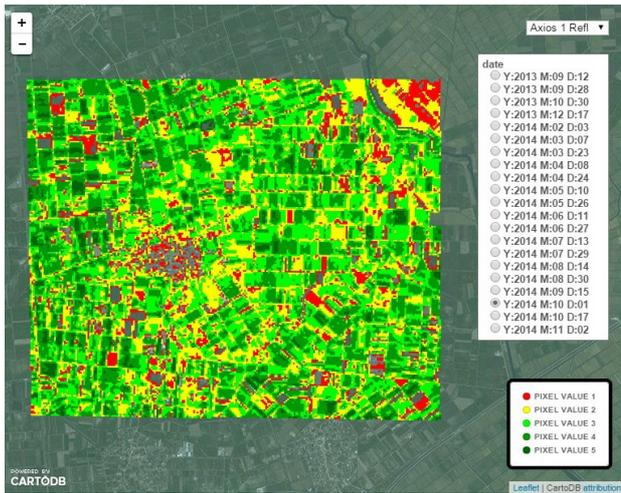 +
−
Axios 1 Refl ▼
date
Y:2013 M:09 D:12
Y:2013 M:09 D:28
Y:2013 M:10 D:30
Y:2013 M:12 D:17
Y:2014 M:02 D:03
Y:2014 M:03 D:07
Y:2014 M:03 D:23
Y:2014 M:04 D:08
Y:2014 M:04 D:24
Y:2014 M:05 D:10
Y:2014 M:05 D:26
Y:2014 M:06 D:11
Y:2014 M:06 D:27
Y:2014 M:07 D:13
Y:2014 M:07 D:29
Y:2014 M:08 D:14
Y:2014 M:08 D:30
Y:2014 M:09 D:15
Y:2014 M:10 D:01
Y:2014 M:10 D:17
Y:2014 M:11 D:02
PIXEL VALUE 1
PIXEL VALUE 2
PIXEL VALUE 3
PIXEL VALUE 4
PIXEL VALUE 5
POWERED BY
CARTODB
Leaflet | CartoDB attribution